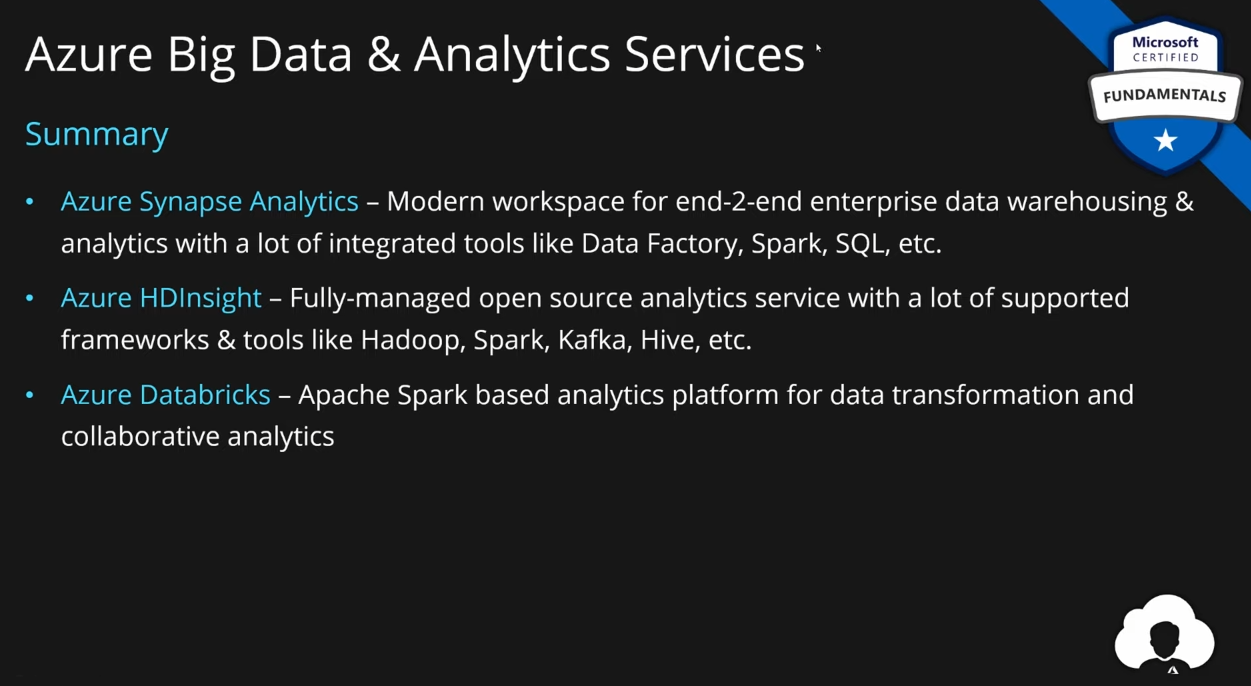 Azure Big Data & Analytics Services
Microsoft
CERTIFIED
FUNDAMENTALS
Summary
• Azure Synapse Analytics – Modern workspace for end-2-end enterprise data warehousing &
analytics with a lot of integrated tools like Data Factory, Spark, SQL, etc.
• Azure HDInsight – Fully-managed open source analytics service with a lot of supported
frameworks & tools like Hadoop, Spark, Kafka, Hive, etc.
• Azure Databricks – Apache Spark based analytics platform for data transformation and
collaborative analytics